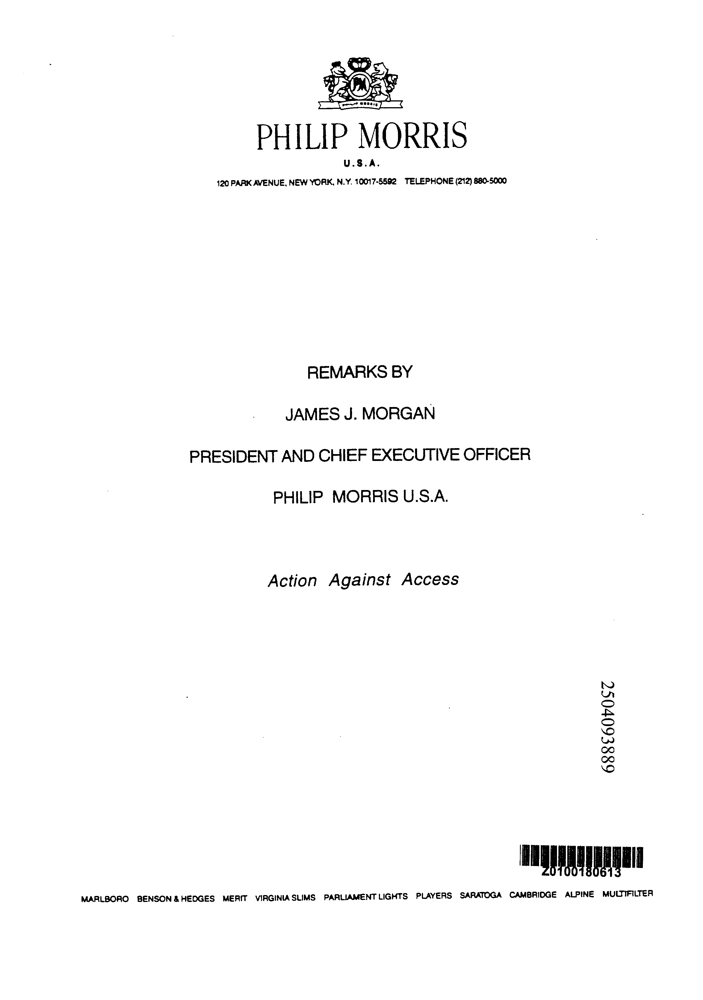 PHILIP MORRIS
U.S.A.
120 PARK AVENUE, NEW YORK, N.Y. 10017-5592 TELEPHONE (212) 880-5000
REMARKS BY
JAMES J. MORGAN
PRESIDENT AND CHIEF EXECUTIVE OFFICER
PHILIP MORRIS U.S.A.
Action Against Access
2504093889
Z0100180613
MARLBORO BENSON & HEDGES MERIT VIRGINIA SLIMS PARLIAMENT LIGHTS PLAYERS SARATOGA CAMBRIDGE ALPINE MULTIFILTER